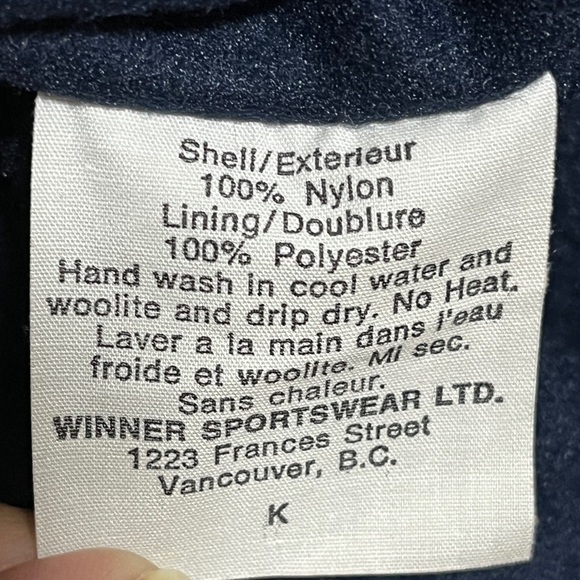 Shell/Exterieur
100% Nylon
Lining/Doublure
100% Polyester
Hand wash in cool water and
woolite and drip dry. No Heat.
Laver a la main dans l'eau
froide et woolite. Mi sec.
Sans chaleur.
WINNER SPORTSWEAR LTD.
1223 Frances Street
Vancouver, B.C.
K